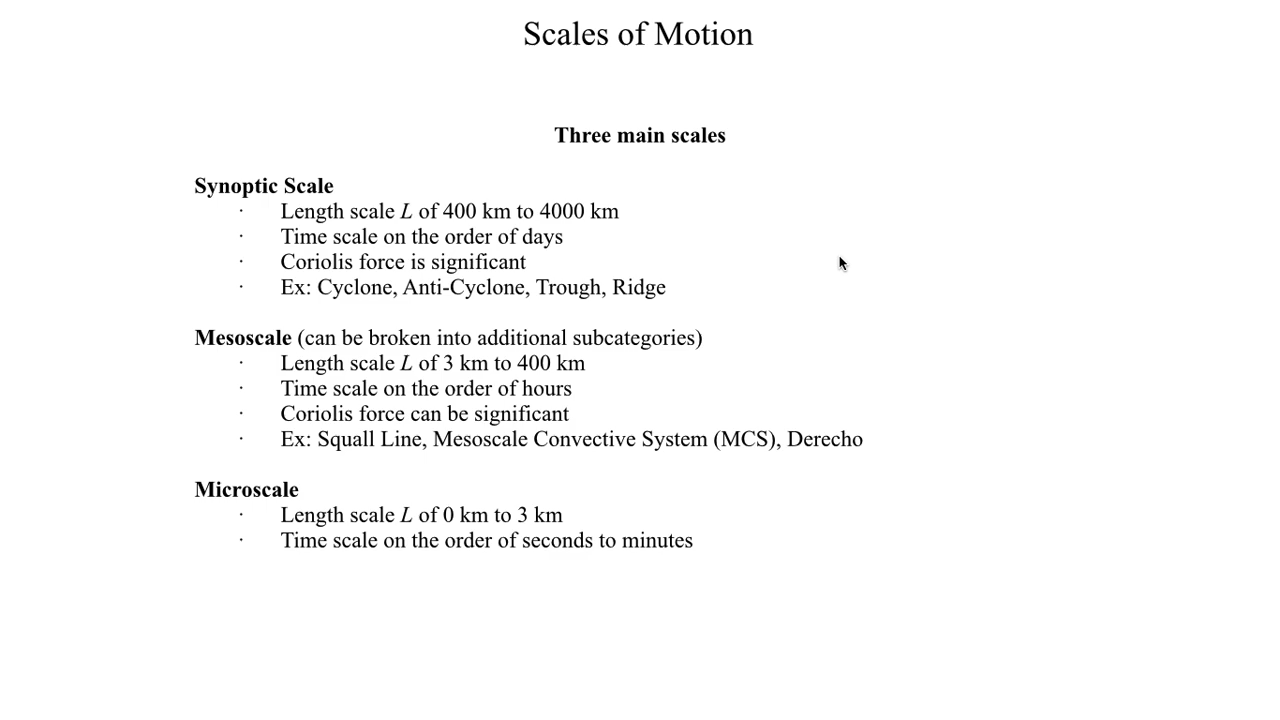 Scales of Motion
Three main scales
Synoptic Scale
· Length scale L of 400 km to 4000 km
· Time scale on the order of days
· Coriolis force is significant
· Ex: Cyclone, Anti-Cyclone, Trough, Ridge
Mesoscale (can be broken into additional subcategories)
· Length scale L of 3 km to 400 km
· Time scale on the order of hours
· Coriolis force can be significant
· Ex: Squall Line, Mesoscale Convective System (MCS), Derecho
Microscale
· Length scale L of 0 km to 3 km
· Time scale on the order of seconds to minutes